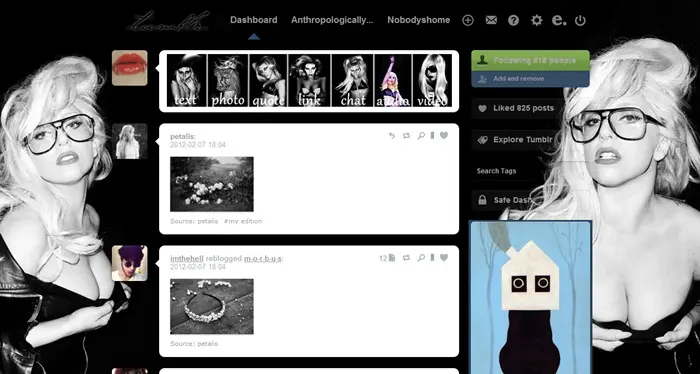 tumblr.
Dashboard Anthropologically... Nobodyshome e.
text photo quote link chat audio video
Following 818 people
Add and remove
Liked 825 posts
Explore Tumblr
Search Tags
Safe Dash
petalis:
2012-02-07 18:04
Source: petalis #my edition
imthehell reblogged m-o-r-b-u-s:
12
2012-02-07 18:04
Source: petalis